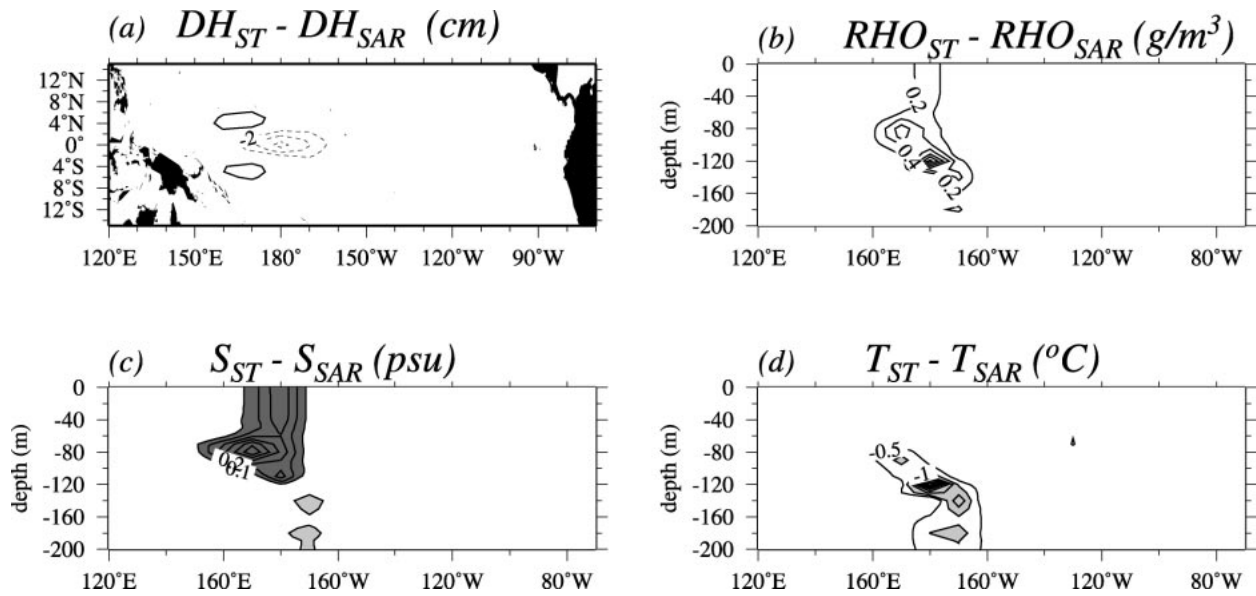 (a) DH_ST - DH_SAR (cm)
12°N
8°N
4°N
0°
4°S
8°S
12°S
-2
120°E 150°E 180° 150°W 120°W 90°W
(b) RHO_ST - RHO_SAR (g/m³)
depth (m)
0
-40
-80
-120
-160
-200
0.2
0.4
0.2
120°E 160°E 160°W 120°W 80°W
(c) S_ST - S_SAR (psu)
depth (m)
0
-40
-80
-120
-160
-200
0.2
0.1
120°E 160°E 160°W 120°W 80°W
(d) T_ST - T_SAR (°C)
depth (m)
0
-40
-80
-120
-160
-200
-0.5
-1
120°E 160°E 160°W 120°W 80°W